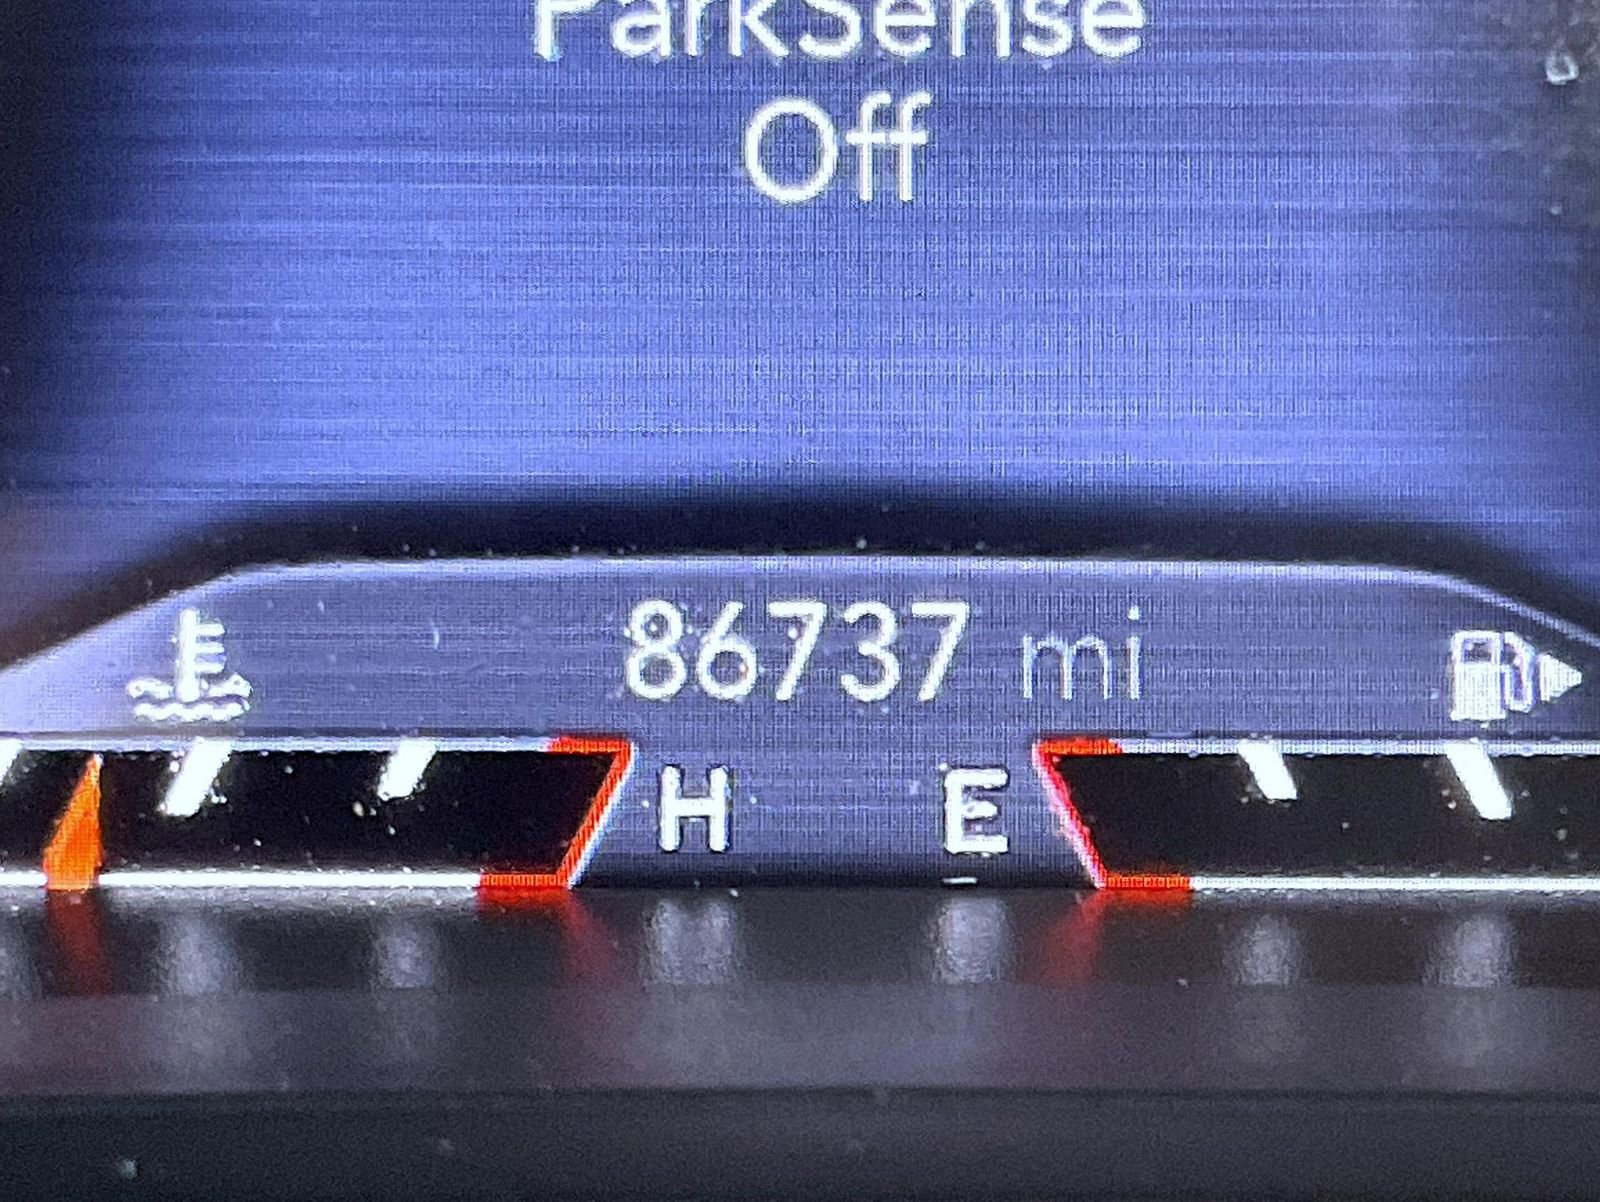 ParkSense
Off
86737 mi
H E